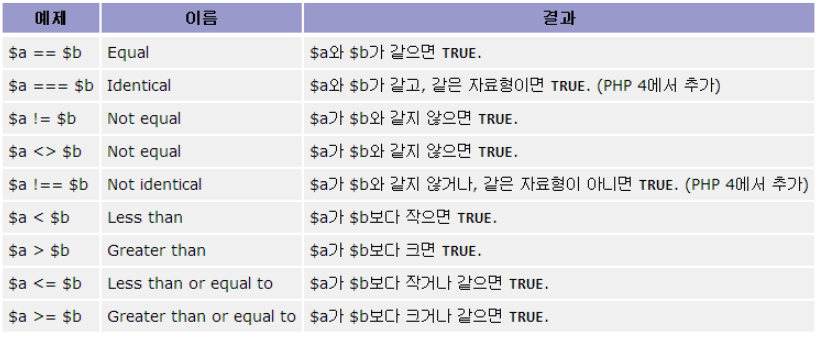 예제 이름 결과
$a == $b Equal $a와 $b가 같으면 TRUE.
$a === $b Identical $a와 $b가 같고, 같은 자료형이면 TRUE. (PHP 4에서 추가)
$a != $b Not equal $a가 $b와 같지 않으면 TRUE.
$a <> $b Not equal $a가 $b와 같지 않으면 TRUE.
$a !== $b Not identical $a가 $b와 같지 않거나, 같은 자료형이 아니면 TRUE. (PHP 4에서 추가)
$a < $b Less than $a가 $b보다 작으면 TRUE.
$a > $b Greater than $a가 $b보다 크면 TRUE.
$a <= $b Less than or equal to $a가 $b보다 작거나 같으면 TRUE.
$a >= $b Greater than or equal to $a가 $b보다 크거나 같으면 TRUE.